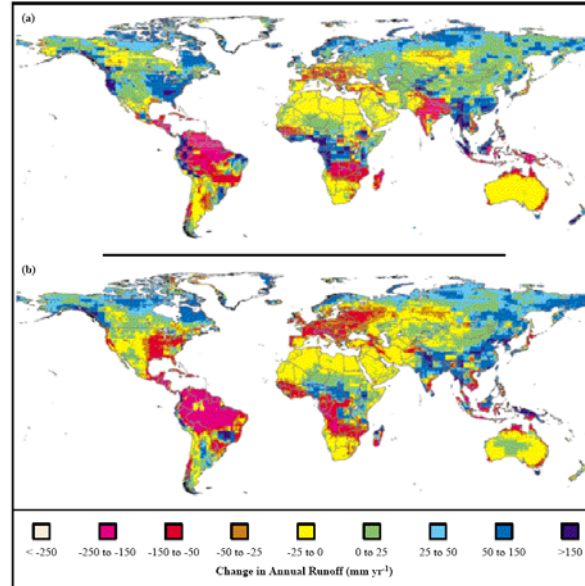 (a)
(b)
< -250 -250 to -150 -150 to -50 -50 to -25 -25 to 0 0 to 25 25 to 50 50 to 150 >150
Change in Annual Runoff (mm yr-1)